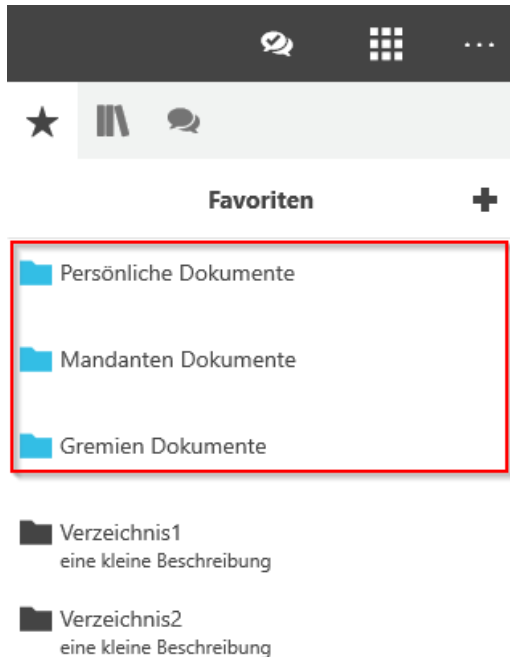 Favoriten
Persönliche Dokumente
Mandanten Dokumente
Gremien Dokumente
Verzeichnis1
eine kleine Beschreibung
Verzeichnis2
eine kleine Beschreibung